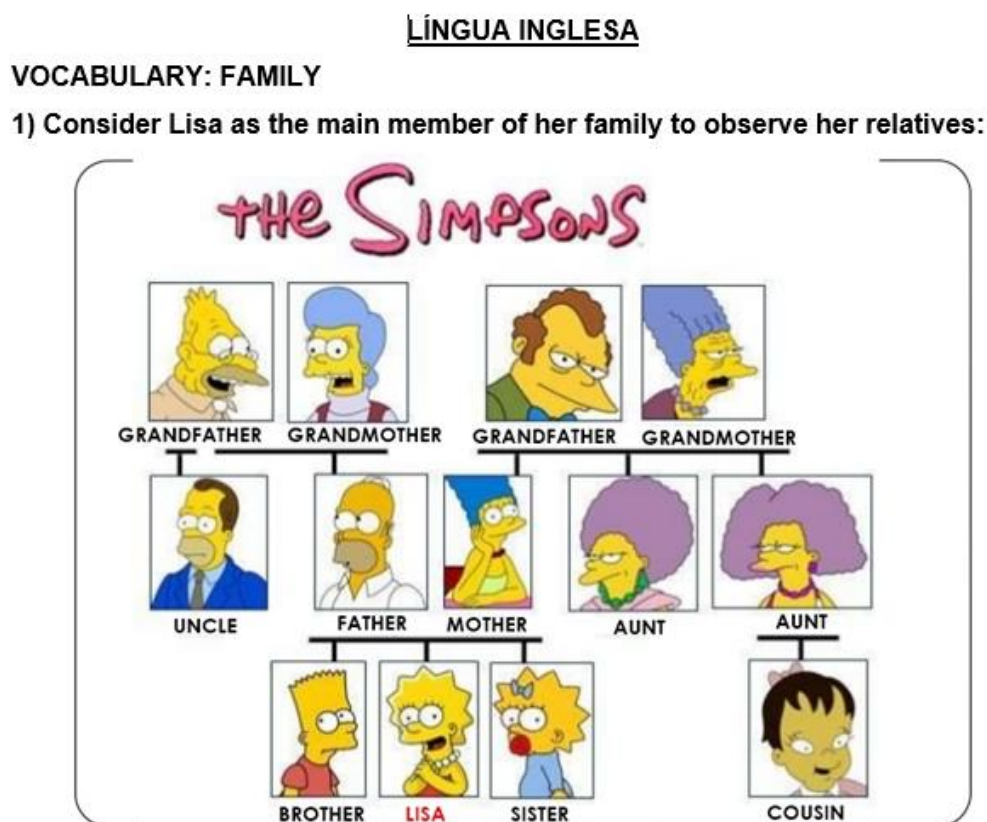 LÍNGUA INGLESA
VOCABULARY: FAMILY
1) Consider Lisa as the main member of her family to observe her relatives:
THE SIMPSONS
GRANDFATHER GRANDMOTHER GRANDFATHER GRANDMOTHER
UNCLE FATHER MOTHER AUNT AUNT
BROTHER LISA SISTER COUSIN